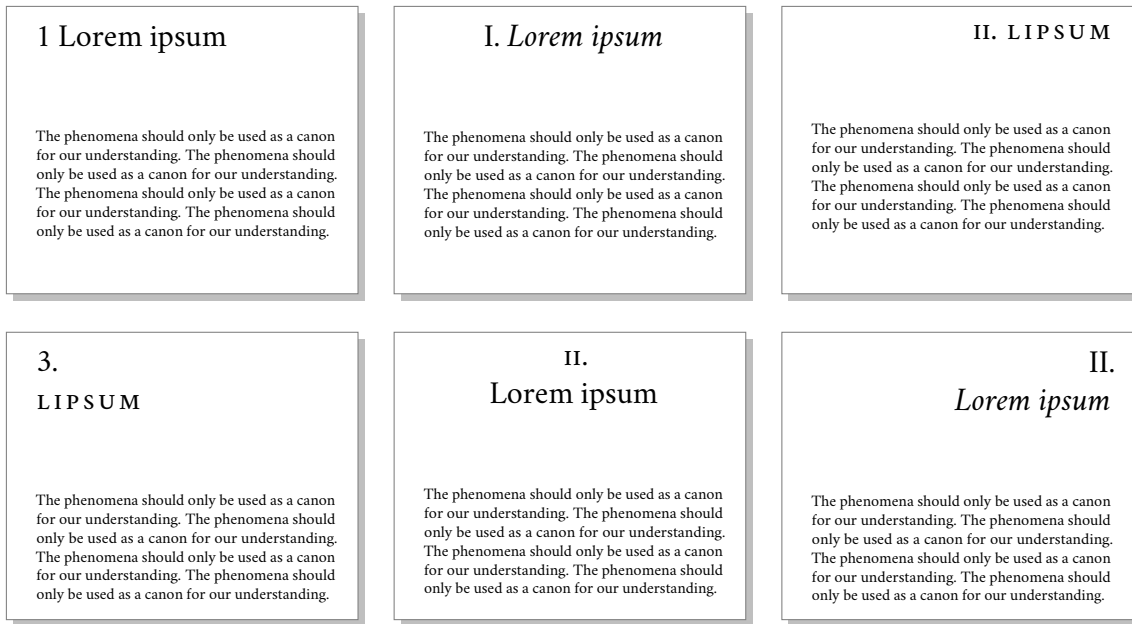 1 Lorem ipsum
The phenomena should only be used as a canon
for our understanding. The phenomena should
only be used as a canon for our understanding.
The phenomena should only be used as a canon
for our understanding. The phenomena should
only be used as a canon for our understanding.
I. Lorem ipsum
The phenomena should only be used as a canon
for our understanding. The phenomena should
only be used as a canon for our understanding.
The phenomena should only be used as a canon
for our understanding. The phenomena should
only be used as a canon for our understanding.
II. LIPSUM
The phenomena should only be used as a canon
for our understanding. The phenomena should
only be used as a canon for our understanding.
The phenomena should only be used as a canon
for our understanding. The phenomena should
only be used as a canon for our understanding.
3.
LIPSUM
The phenomena should only be used as a canon
for our understanding. The phenomena should
only be used as a canon for our understanding.
The phenomena should only be used as a canon
for our understanding. The phenomena should
only be used as a canon for our understanding.
II.
Lorem ipsum
The phenomena should only be used as a canon
for our understanding. The phenomena should
only be used as a canon for our understanding.
The phenomena should only be used as a canon
for our understanding. The phenomena should
only be used as a canon for our understanding.
II.
Lorem ipsum
The phenomena should only be used as a canon
for our understanding. The phenomena should
only be used as a canon for our understanding.
The phenomena should only be used as a canon
for our understanding. The phenomena should
only be used as a canon for our understanding.